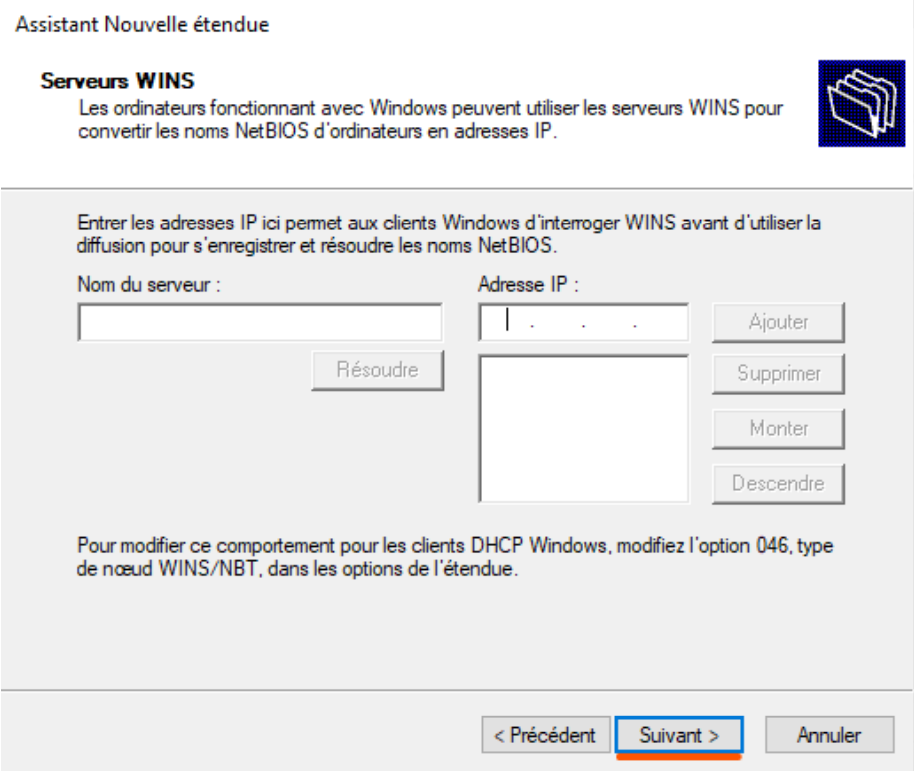 Assistant Nouvelle étendue
Serveurs WINS
Les ordinateurs fonctionnant avec Windows peuvent utiliser les serveurs WINS pour
convertir les noms NetBIOS d'ordinateurs en adresses IP.
Entrer les adresses IP ici permet aux clients Windows d'interroger WINS avant d'utiliser la
diffusion pour s'enregistrer et résoudre les noms NetBIOS.
Nom du serveur :
Adresse IP :
. . .
Ajouter
Résoudre
Supprimer
Monter
Descendre
Pour modifier ce comportement pour les clients DHCP Windows, modifiez l'option 046, type
de nœud WINS/NBT, dans les options de l'étendue.
< Précédent
Suivant >
Annuler